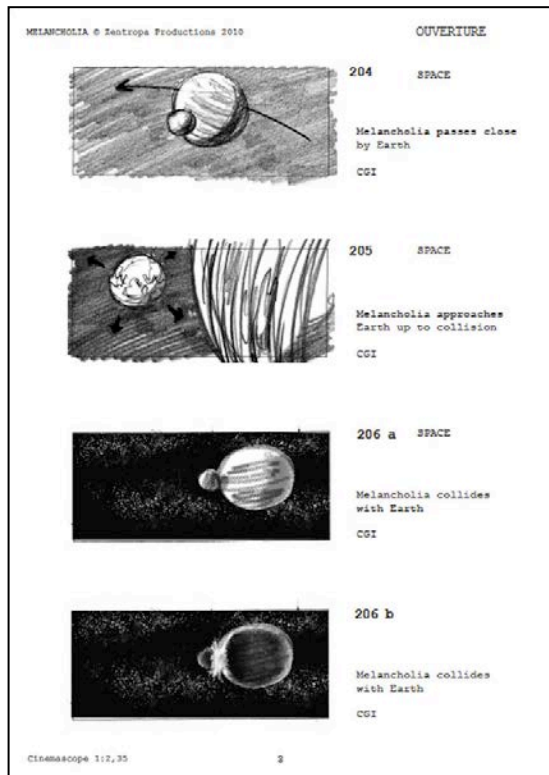 MELANCHOLIA © Zentropa Productions 2010
OUVERTURE
204 SPACE
Melancholia passes close
by Earth
CGI
205 SPACE
Melancholia approaches
Earth up to collision
CGI
206 a SPACE
Melancholia collides
with Earth
CGI
206 b
Melancholia collides
with Earth
CGI
Cinemascope 1:2,35